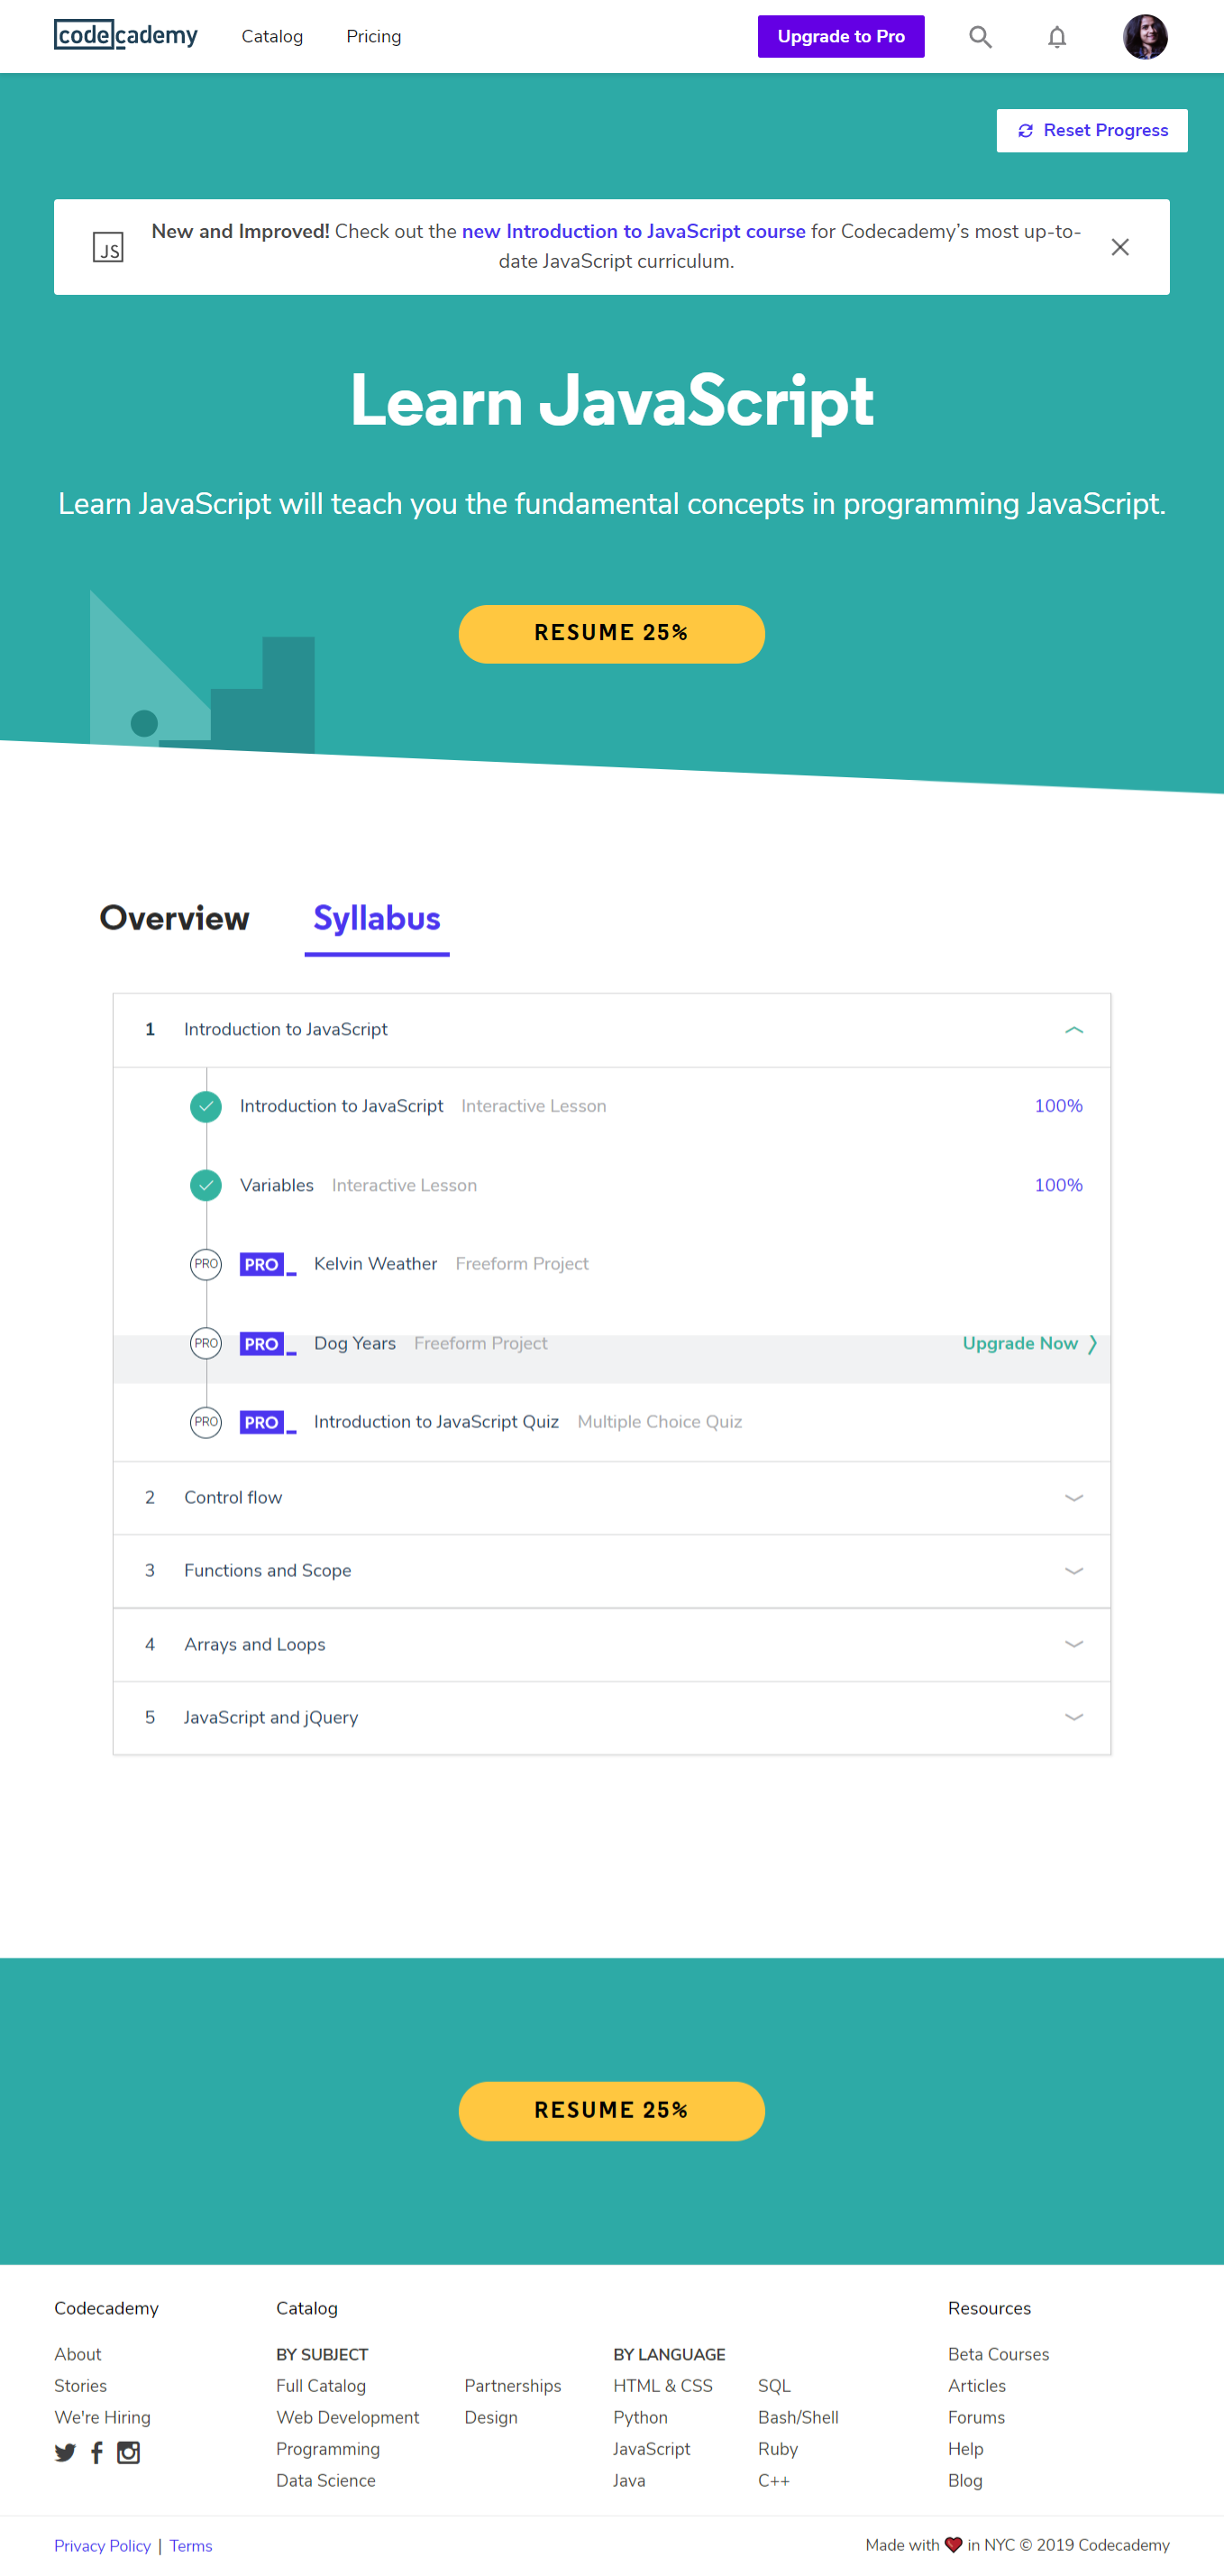 codecademy Catalog Pricing Upgrade to Pro
Reset Progress
JS
New and Improved! Check out the new Introduction to JavaScript course for Codecademy’s most up-to-
date JavaScript curriculum.
Learn JavaScript
Learn JavaScript will teach you the fundamental concepts in programming JavaScript.
RESUME 25%
Overview Syllabus
1 Introduction to JavaScript
Introduction to JavaScript Interactive Lesson 100%
Variables Interactive Lesson 100%
PRO PRO_ Kelvin Weather Freeform Project
PRO PRO_ Dog Years Freeform Project Upgrade Now
PRO PRO_ Introduction to JavaScript Quiz Multiple Choice Quiz
2 Control flow
3 Functions and Scope
4 Arrays and Loops
5 JavaScript and jQuery
RESUME 25%
Codecademy
About
Stories
We're Hiring
Catalog
BY SUBJECT
Full Catalog
Web Development
Programming
Data Science
Partnerships
Design
BY LANGUAGE
HTML & CSS
Python
JavaScript
Java
SQL
Bash/Shell
Ruby
C++
Resources
Beta Courses
Articles
Forums
Help
Blog
Privacy Policy | Terms
Made with ❤ in NYC © 2019 Codecademy